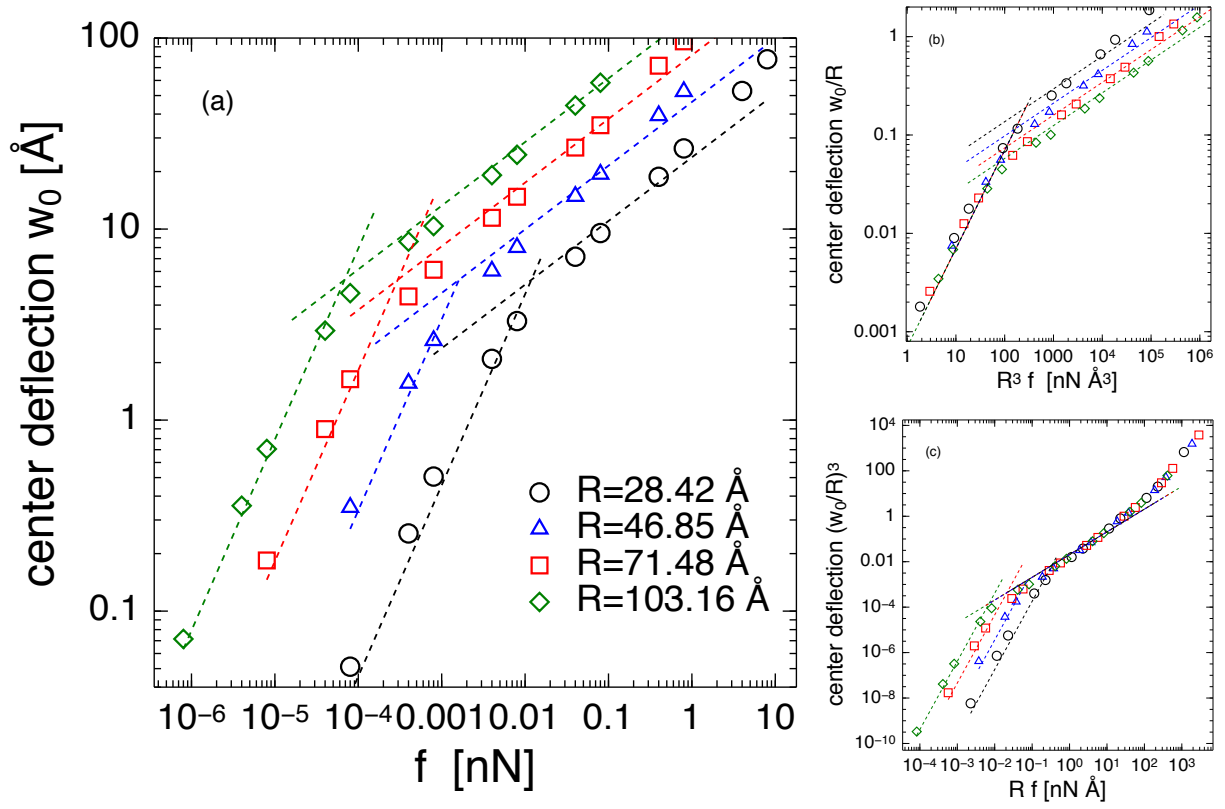 (a)
center deflection w₀ [Å]
100
10
1
0.1
10⁻⁶ 10⁻⁵ 10⁻⁴ 0.001 0.01 0.1 1 10
f [nN]
R=28.42 Å
R=46.85 Å
R=71.48 Å
R=103.16 Å
(b)
center deflection w₀/R
1
0.1
0.001
0.001
1 10 100 1000 10⁴ 10⁵ 10⁶
R³ f [nN Å³]
(c)
center deflection (w₀/R)³
10⁴
100
1
0.01
10⁻⁴
10⁻⁶
10⁻⁸
10⁻¹⁰
10⁻⁴ 10⁻³ 10⁻² 10⁻¹ 10⁰ 10¹ 10² 10³
R f [nN Å]